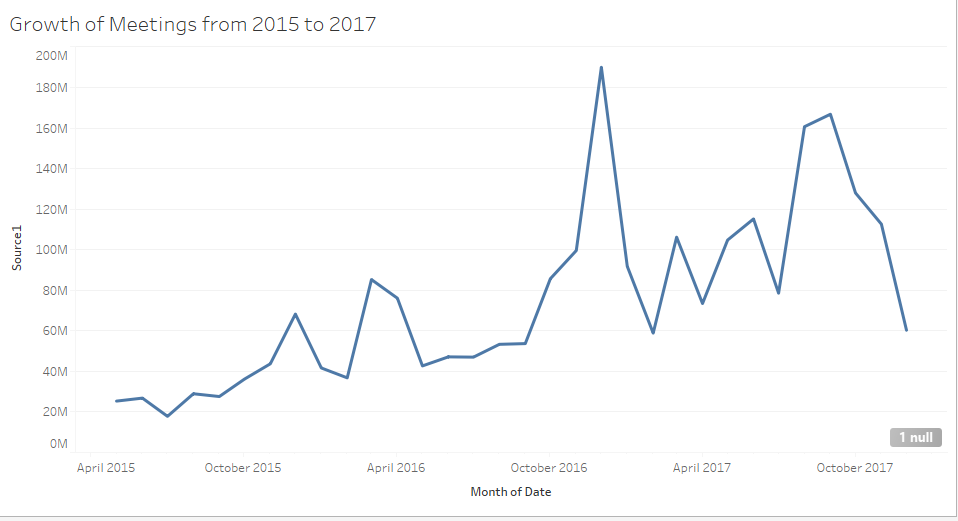 Growth of Meetings from 2015 to 2017
200M
180M
160M
140M
120M
100M
80M
60M
40M
20M
0M
Source1
1 null
April 2015 October 2015 April 2016 October 2016 April 2017 October 2017
Month of Date